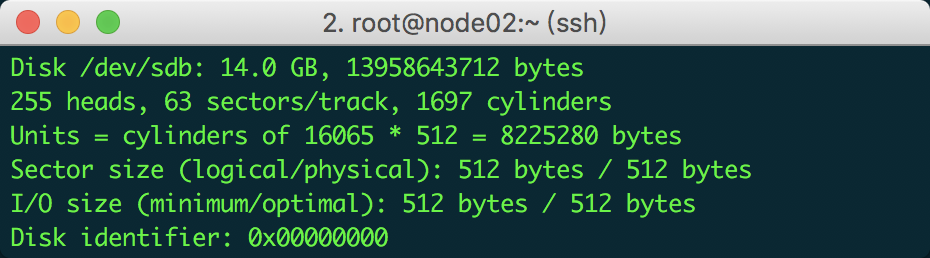 2. root@node02:~ (ssh)
Disk /dev/sdb: 14.0 GB, 13958643712 bytes
255 heads, 63 sectors/track, 1697 cylinders
Units = cylinders of 16065 * 512 = 8225280 bytes
Sector size (logical/physical): 512 bytes / 512 bytes
I/O size (minimum/optimal): 512 bytes / 512 bytes
Disk identifier: 0x00000000